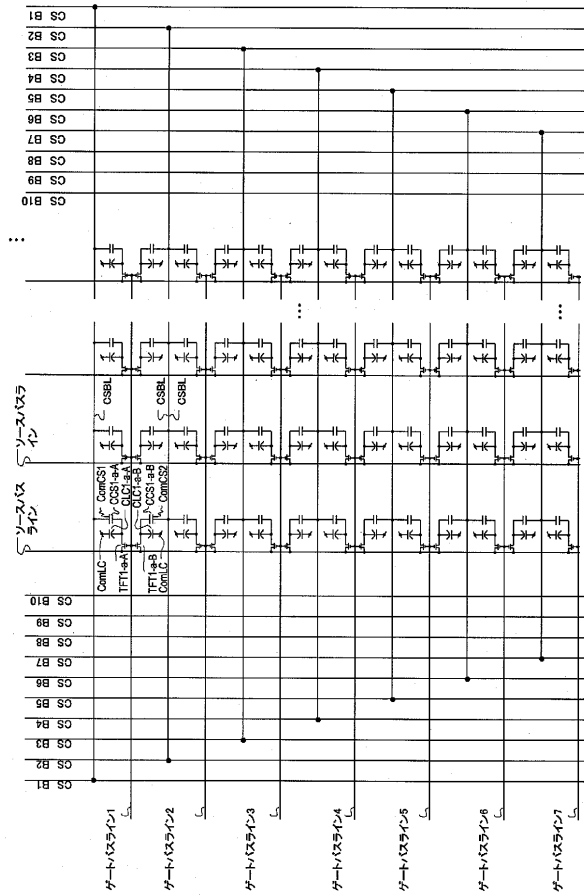 CS B1
CS B2
CS B3
CS B4
CS B5
CS B6
CS B7
CS B8
CS B9
CS B10
…
…
…
ソースバスラ
イン
ソースバス
ライン
CSBL
CSBL
CSBL
ComCS1
CCS1-a-A
CLC1-a-A
CLC1-a-B
CCS1-a-B
ComCS2
ComLC
TFT1-a-A
TFT1-a-B
ComLC
CS B10
CS B9
CS B8
CS B7
CS B6
CS B5
CS B4
CS B3
CS B2
CS B1
ゲートバスライン1
ゲートバスライン2
ゲートバスライン3
ゲートバスライン4
ゲートバスライン5
ゲートバスライン6
ゲートバスライン7